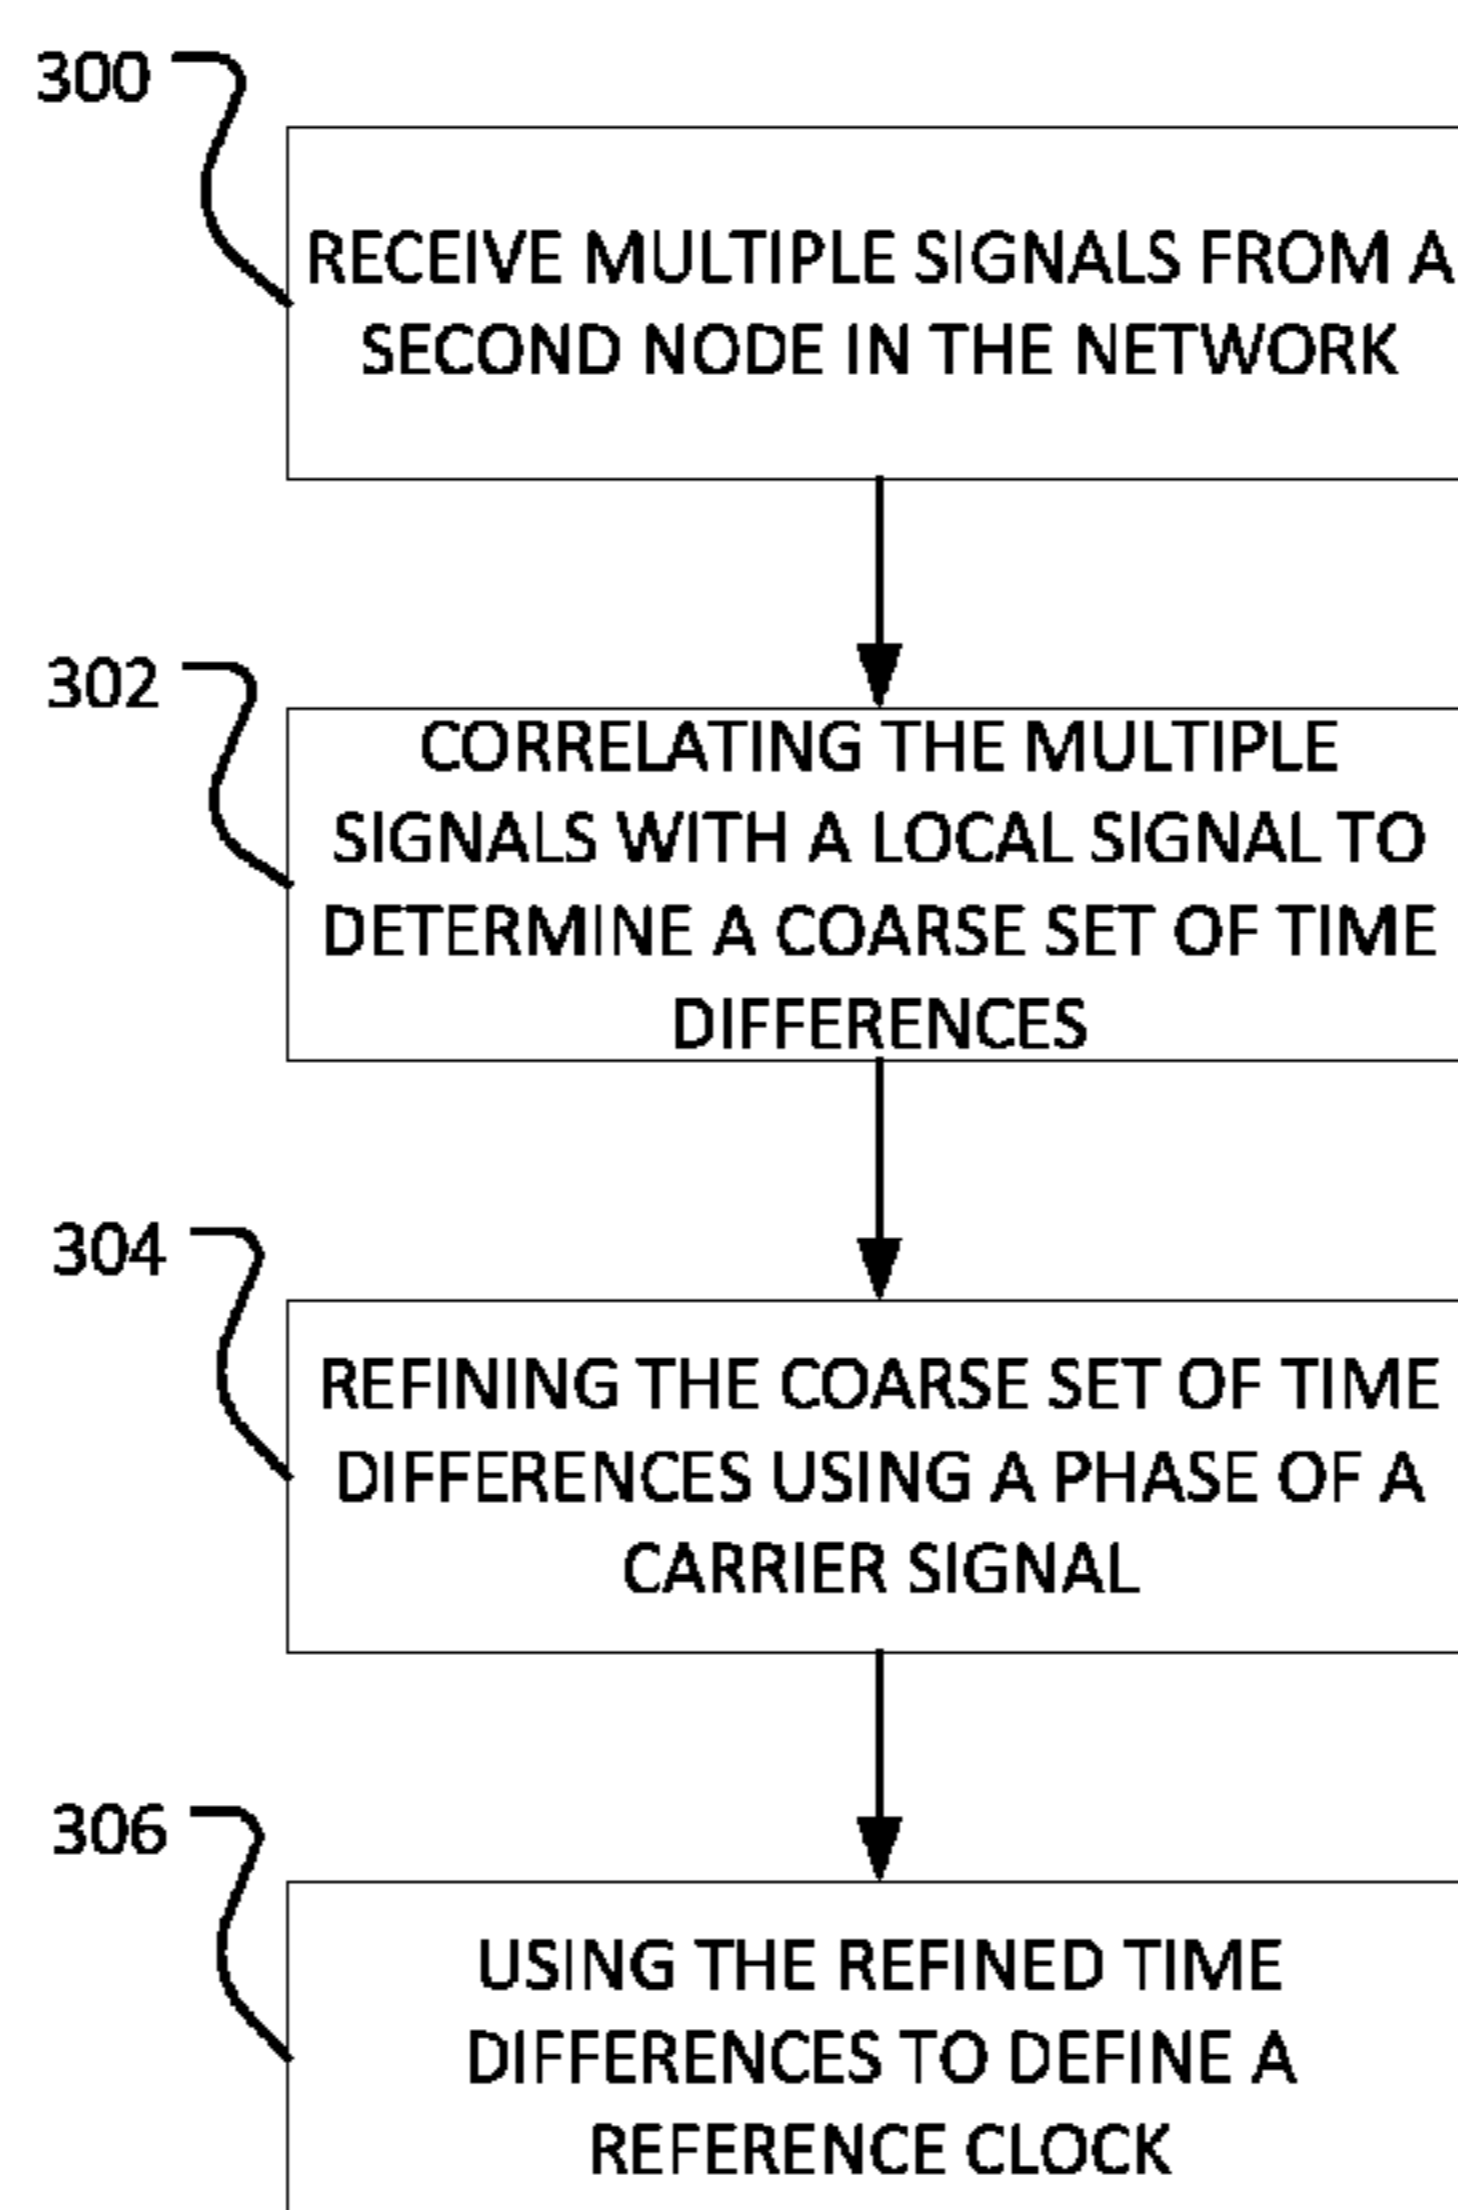 300
RECEIVE MULTIPLE SIGNALS FROM A
SECOND NODE IN THE NETWORK
302
CORRELATING THE MULTIPLE
SIGNALS WITH A LOCAL SIGNAL TO
DETERMINE A COARSE SET OF TIME
DIFFERENCES
304
REFINING THE COARSE SET OF TIME
DIFFERENCES USING A PHASE OF A
CARRIER SIGNAL
306
USING THE REFINED TIME
DIFFERENCES TO DEFINE A
REFERENCE CLOCK